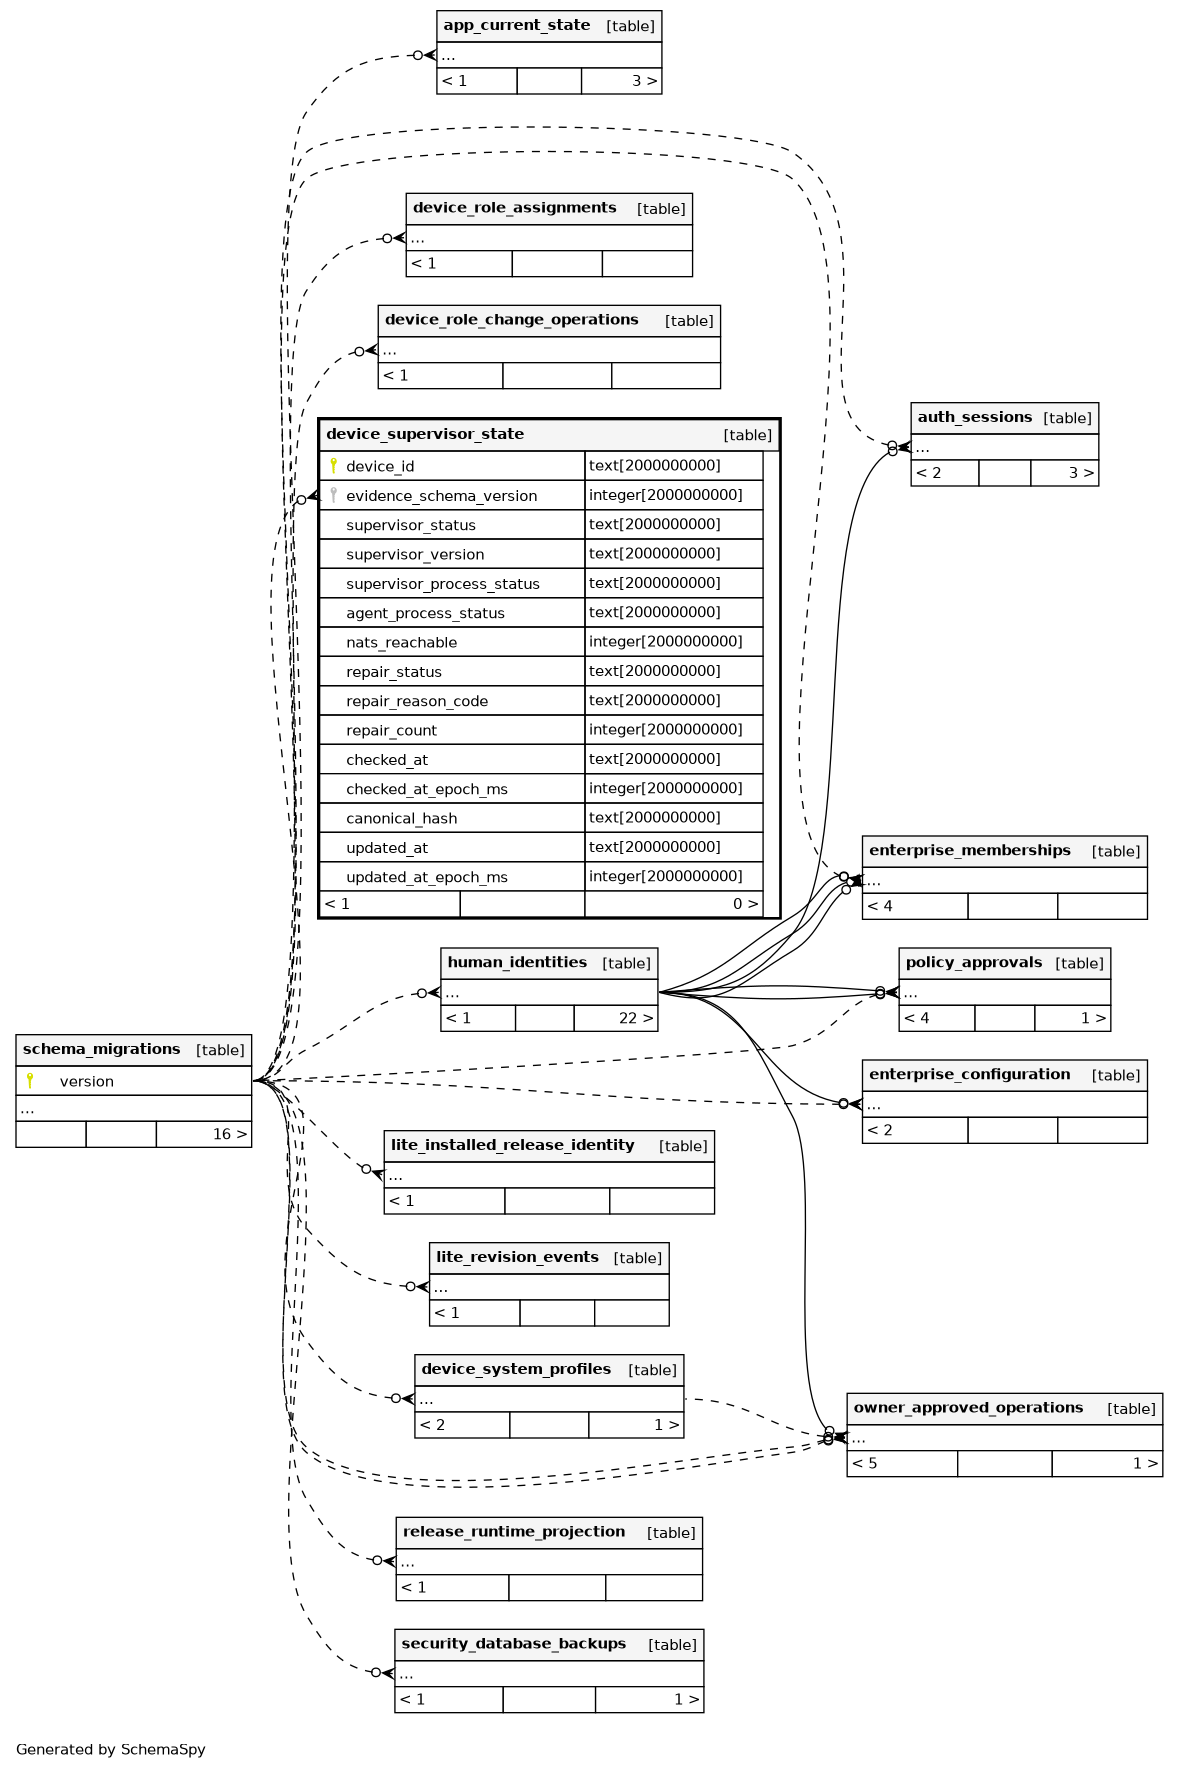 app_current_state [table]
...
< 1 3 >
device_role_assignments [table]
...
< 1
device_role_change_operations [table]
...
< 1
device_supervisor_state [table]
device_id text[2000000000]
evidence_schema_version integer[2000000000]
supervisor_status text[2000000000]
supervisor_version text[2000000000]
supervisor_process_status text[2000000000]
agent_process_status text[2000000000]
nats_reachable integer[2000000000]
repair_status text[2000000000]
repair_reason_code text[2000000000]
repair_count integer[2000000000]
checked_at text[2000000000]
checked_at_epoch_ms integer[2000000000]
canonical_hash text[2000000000]
updated_at text[2000000000]
updated_at_epoch_ms integer[2000000000]
< 1 0 >
auth_sessions [table]
...
< 2 3 >
enterprise_memberships [table]
...
< 4
human_identities [table]
...
< 1 22 >
policy_approvals [table]
...
< 4 1 >
schema_migrations [table]
version
...
16 >
enterprise_configuration [table]
...
< 2
lite_installed_release_identity [table]
...
< 1
lite_revision_events [table]
...
< 1
device_system_profiles [table]
...
< 2 1 >
owner_approved_operations [table]
...
< 5 1 >
release_runtime_projection [table]
...
< 1
security_database_backups [table]
...
< 1 1 >
Generated by SchemaSpy